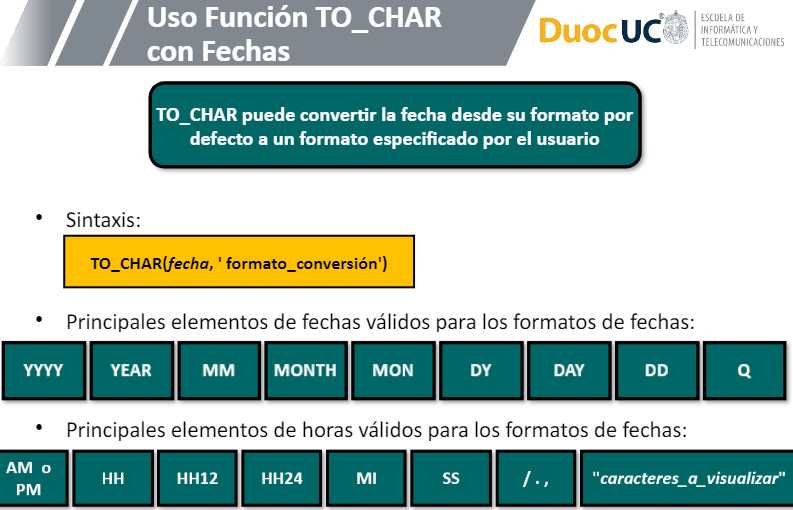 Uso Función TO_CHAR
con Fechas
DuocUC®
ESCUELA DE
INFORMÁTICA Y
TELECOMUNICACIONES
TO_CHAR puede convertir la fecha desde su formato por
defecto a un formato especificado por el usuario
• Sintaxis:
TO_CHAR(fecha, ' formato_conversión')
• Principales elementos de fechas válidos para los formatos de fechas:
YYYY YEAR MM MONTH MON DY DAY DD Q
• Principales elementos de horas válidos para los formatos de fechas:
AM o
PM
HH HH12 HH24 MI SS / . , "caracteres_a_visualizar"